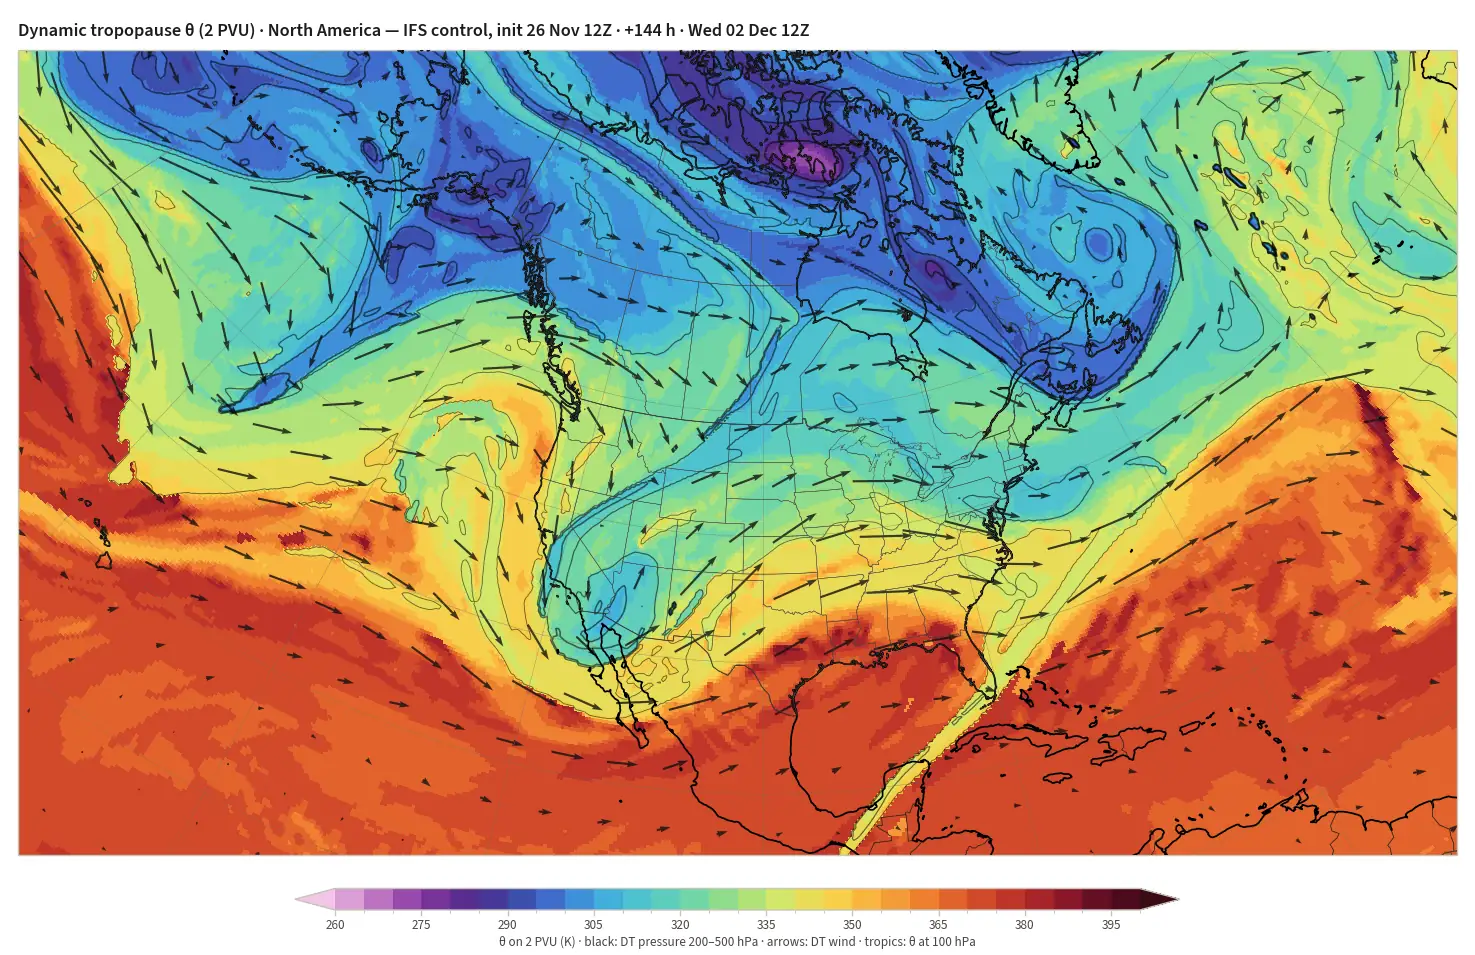 Dynamic tropopause θ (2 PVU) · North America — IFS control, init 26 Nov 12Z · +144 h · Wed 02 Dec 12Z
260 275 290 305 320 335 350 365 380 395
θ on 2 PVU (K) · black: DT pressure 200–500 hPa · arrows: DT wind · tropics: θ at 100 hPa